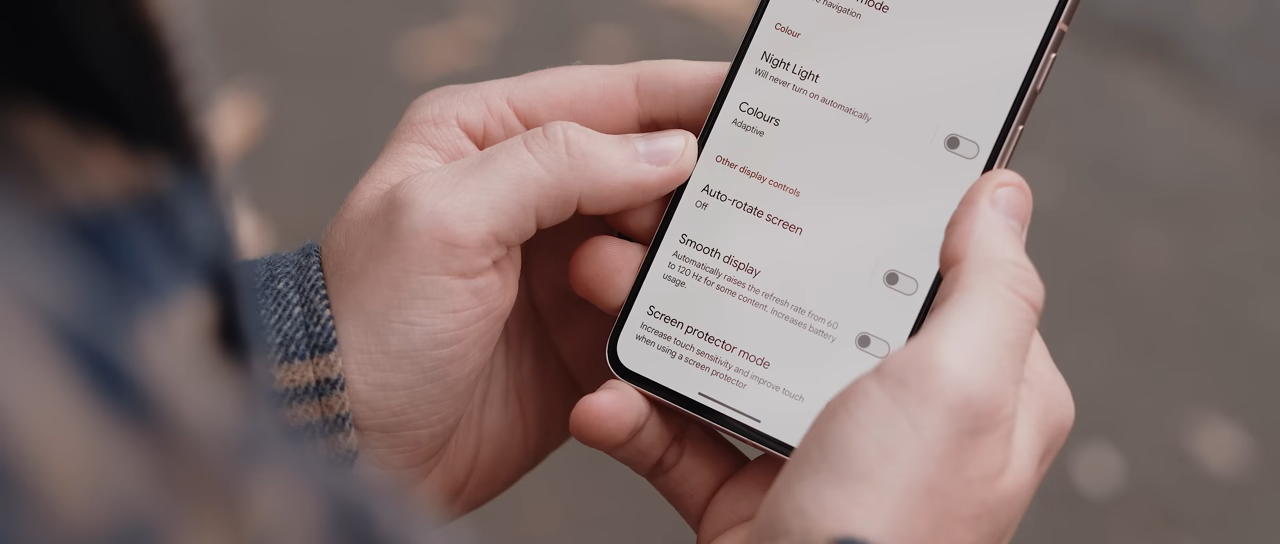 mode
navigation
Colour
Night Light
Will never turn on automatically
Colours
Adaptive
Other display controls
Auto-rotate screen
Off
Smooth display
Automatically raises the refresh rate from 60
to 120 Hz for some content. Increases battery
usage.
Screen protector mode
Increase touch sensitivity and improve touch
when using a screen protector